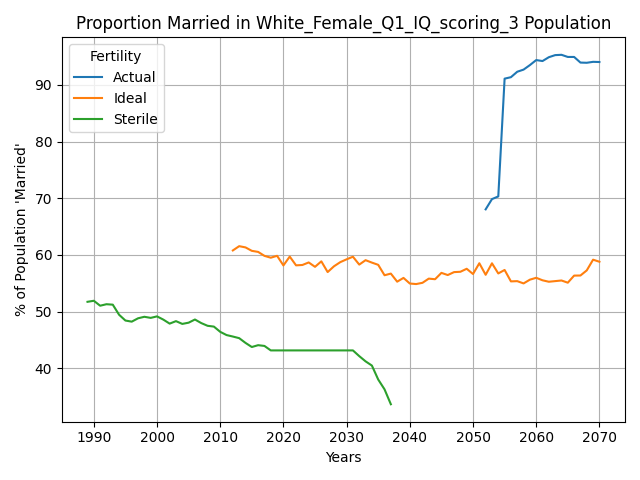 Proportion Married in White_Female_Q1_IQ_scoring_3 Population
Fertility
Actual
Ideal
Sterile
% of Population 'Married'
90
80
70
60
50
40
1990 2000 2010 2020 2030 2040 2050 2060 2070
Years